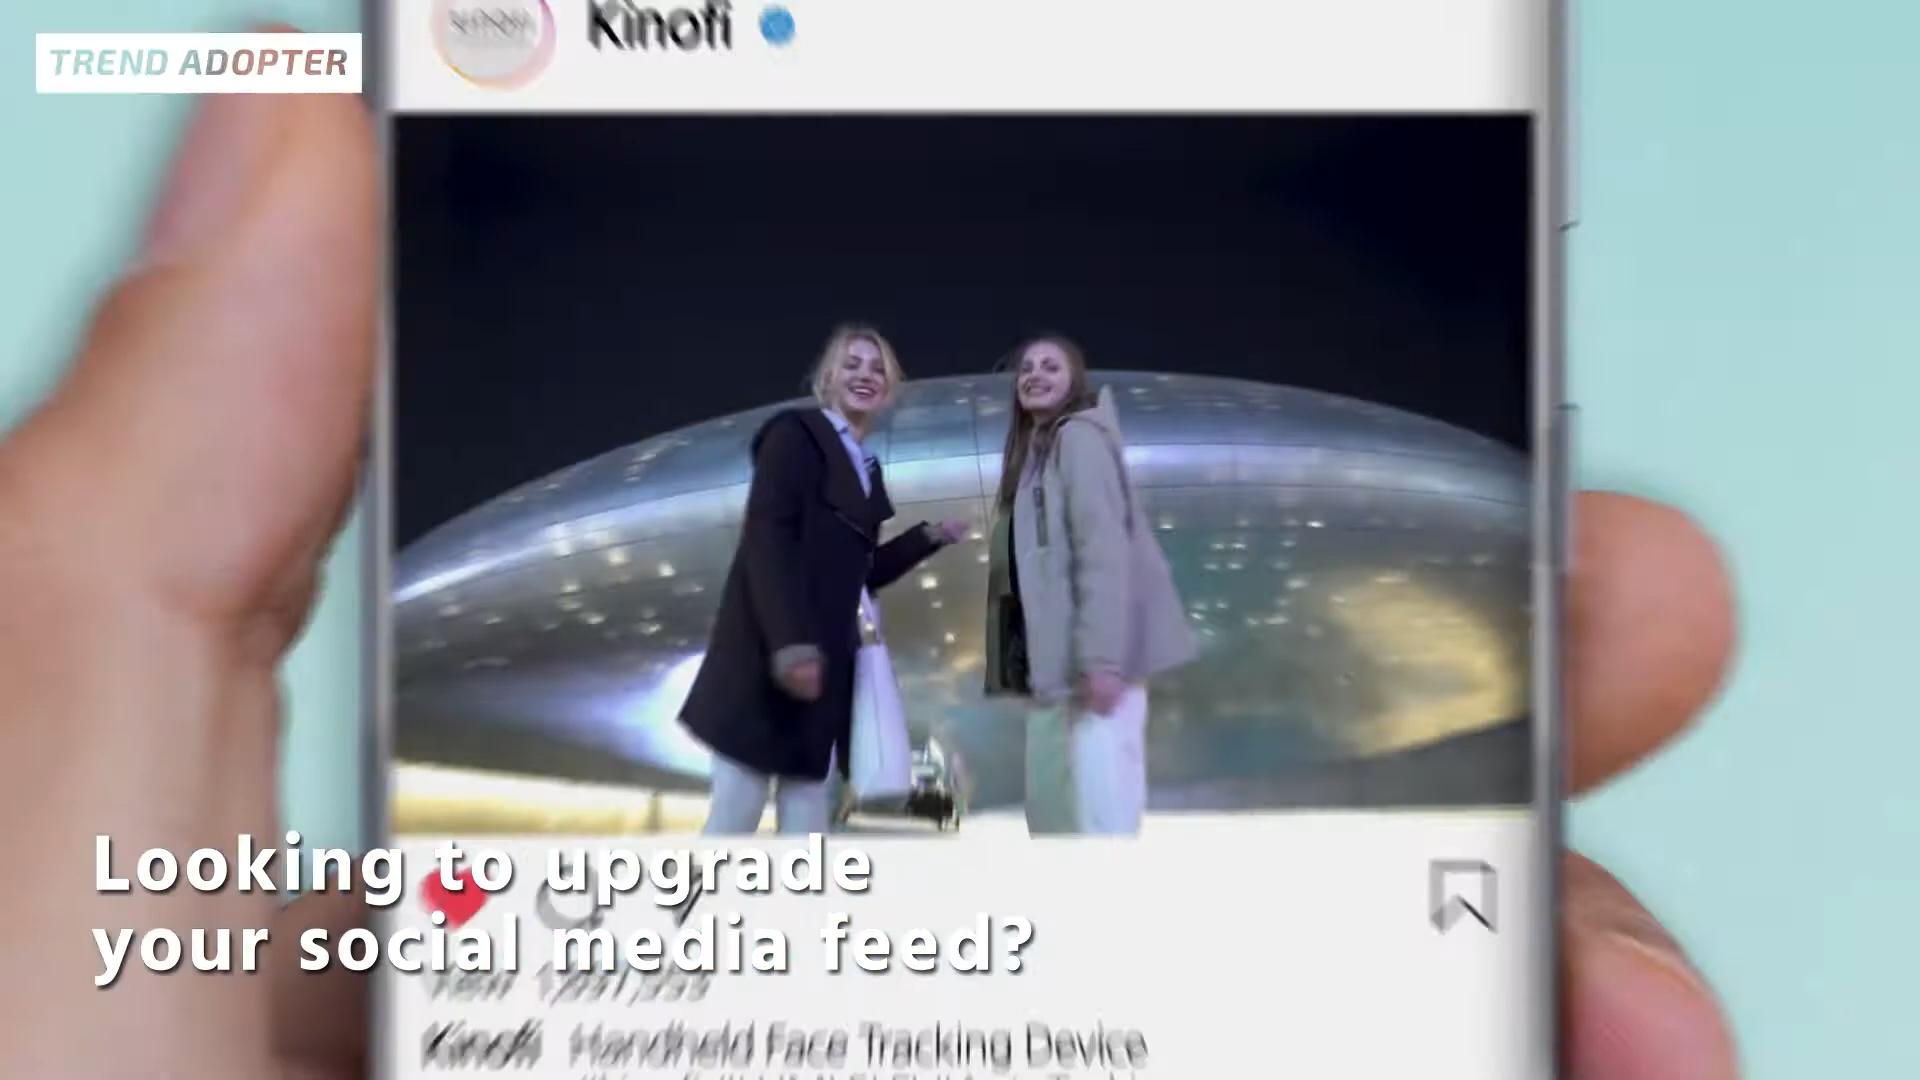 Kinofi
TREND ADOPTER
Looking to upgrade
your social media feed?
Kinofi Handheld Face Tracking Device